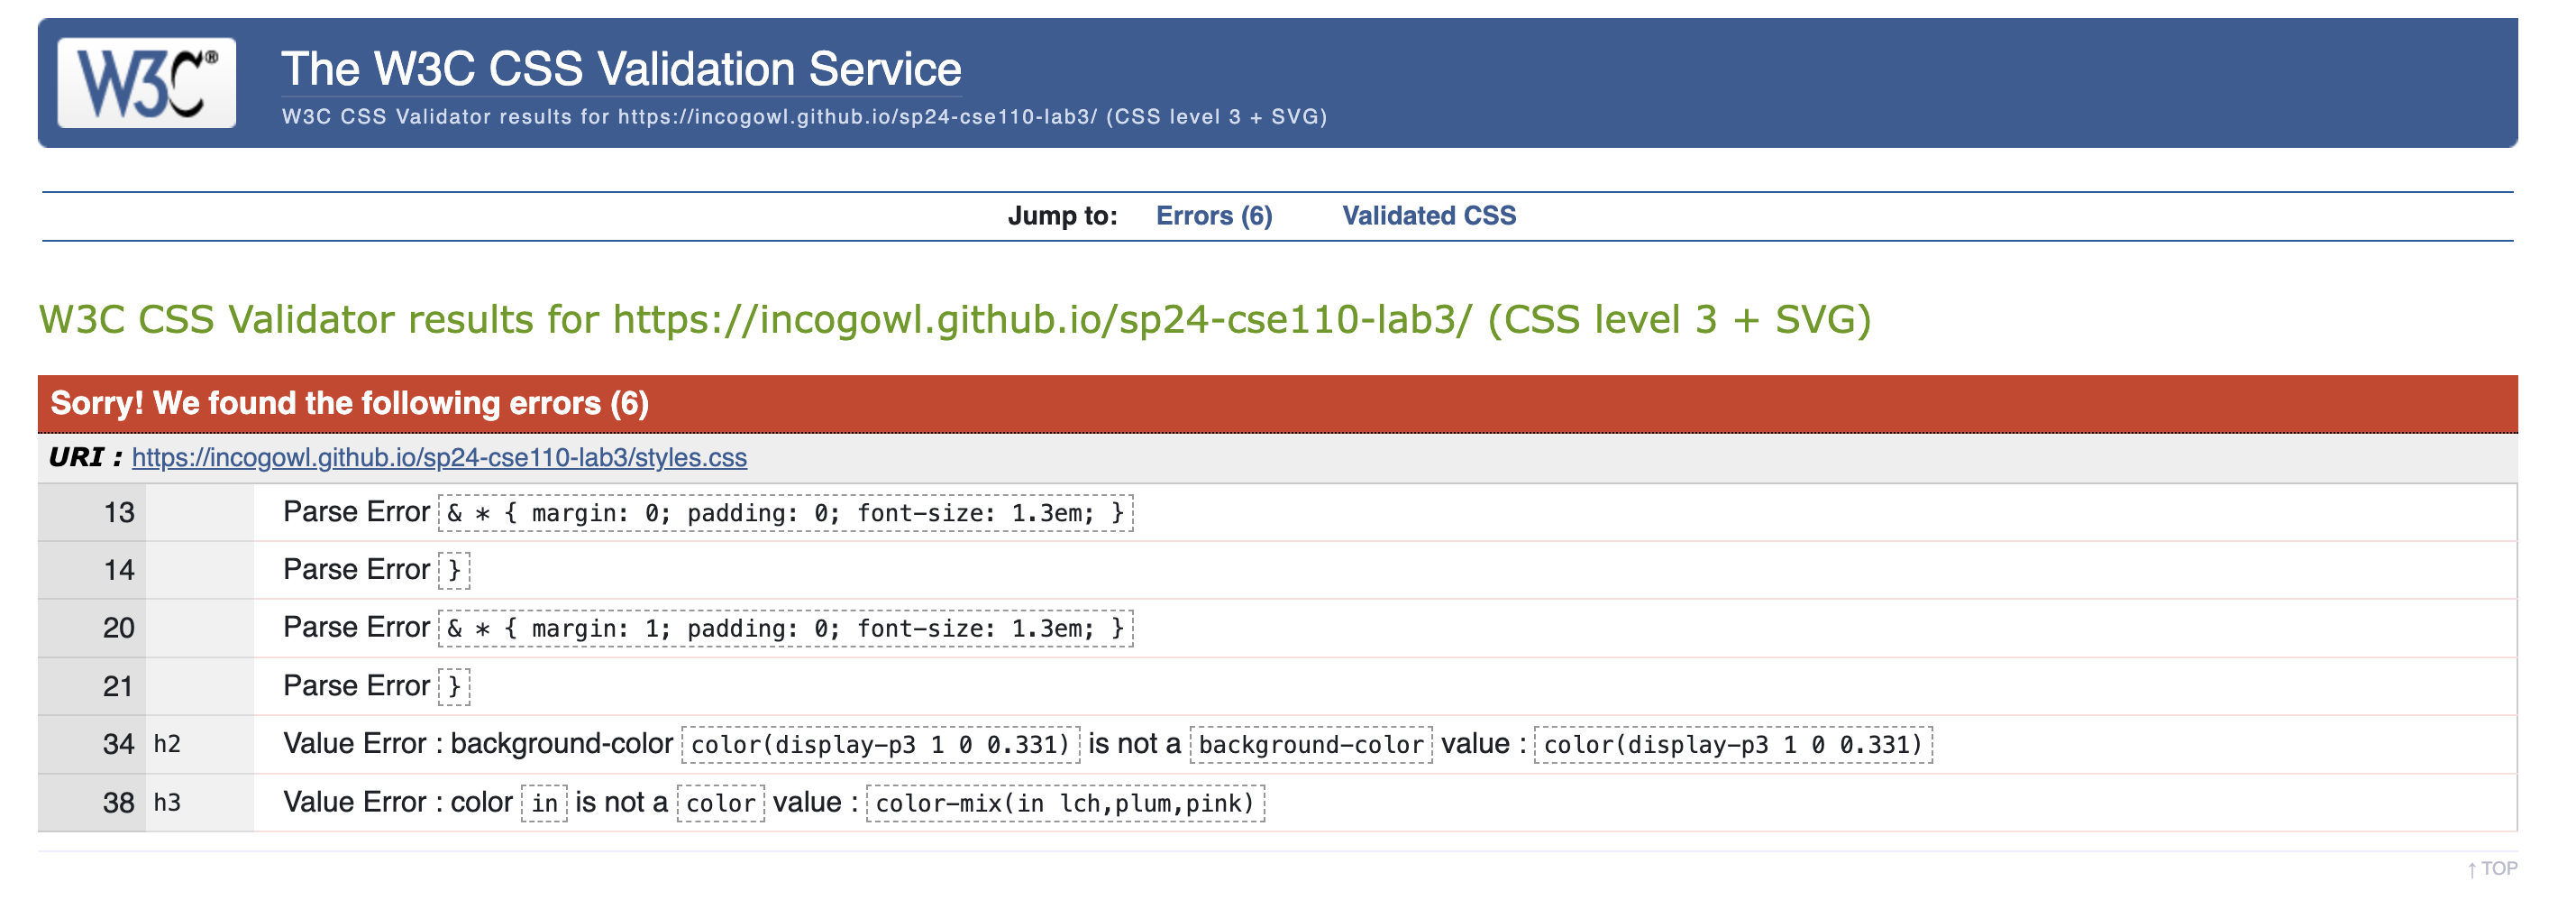 W3C®
The W3C CSS Validation Service
W3C CSS Validator results for https://incogowl.github.io/sp24-cse110-lab3/ (CSS level 3 + SVG)
Jump to: Errors (6) Validated CSS
W3C CSS Validator results for https://incogowl.github.io/sp24-cse110-lab3/ (CSS level 3 + SVG)
Sorry! We found the following errors (6)
URI : https://incogowl.github.io/sp24-cse110-lab3/styles.css
13 Parse Error & * { margin: 0; padding: 0; font-size: 1.3em; }
14 Parse Error }
20 Parse Error & * { margin: 1; padding: 0; font-size: 1.3em; }
21 Parse Error }
34 h2 Value Error : background-color color(display-p3 1 0 0.331) is not a background-color value : color(display-p3 1 0 0.331)
38 h3 Value Error : color in is not a color value : color-mix(in lch,plum,pink)
↑ TOP